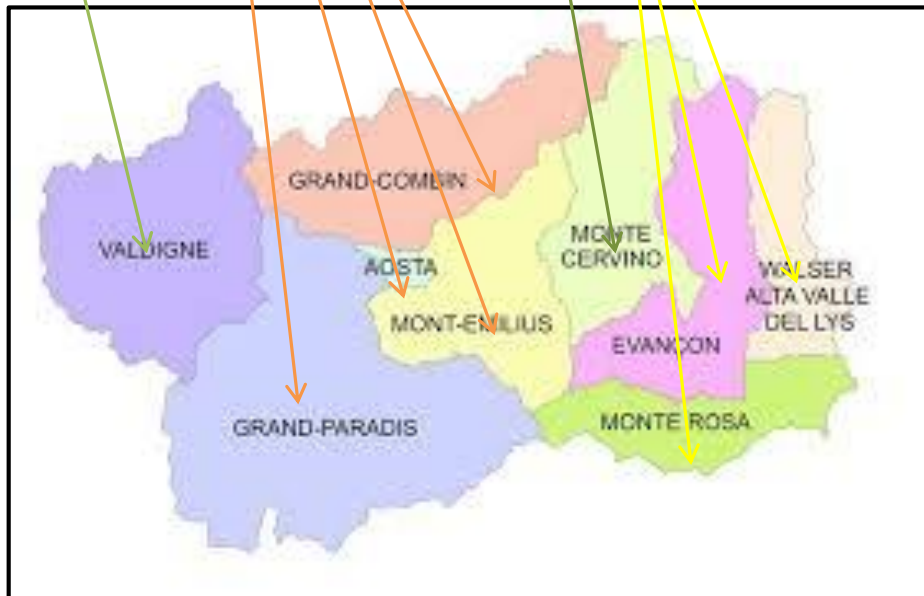 GRAND-COMBIN
VALDIGNE
AOSTA
MONTE
CERVINO
WALSER
ALTA VALLE
DEL LYS
MONT-EMILIUS
EVANCON
GRAND-PARADIS
MONTE ROSA